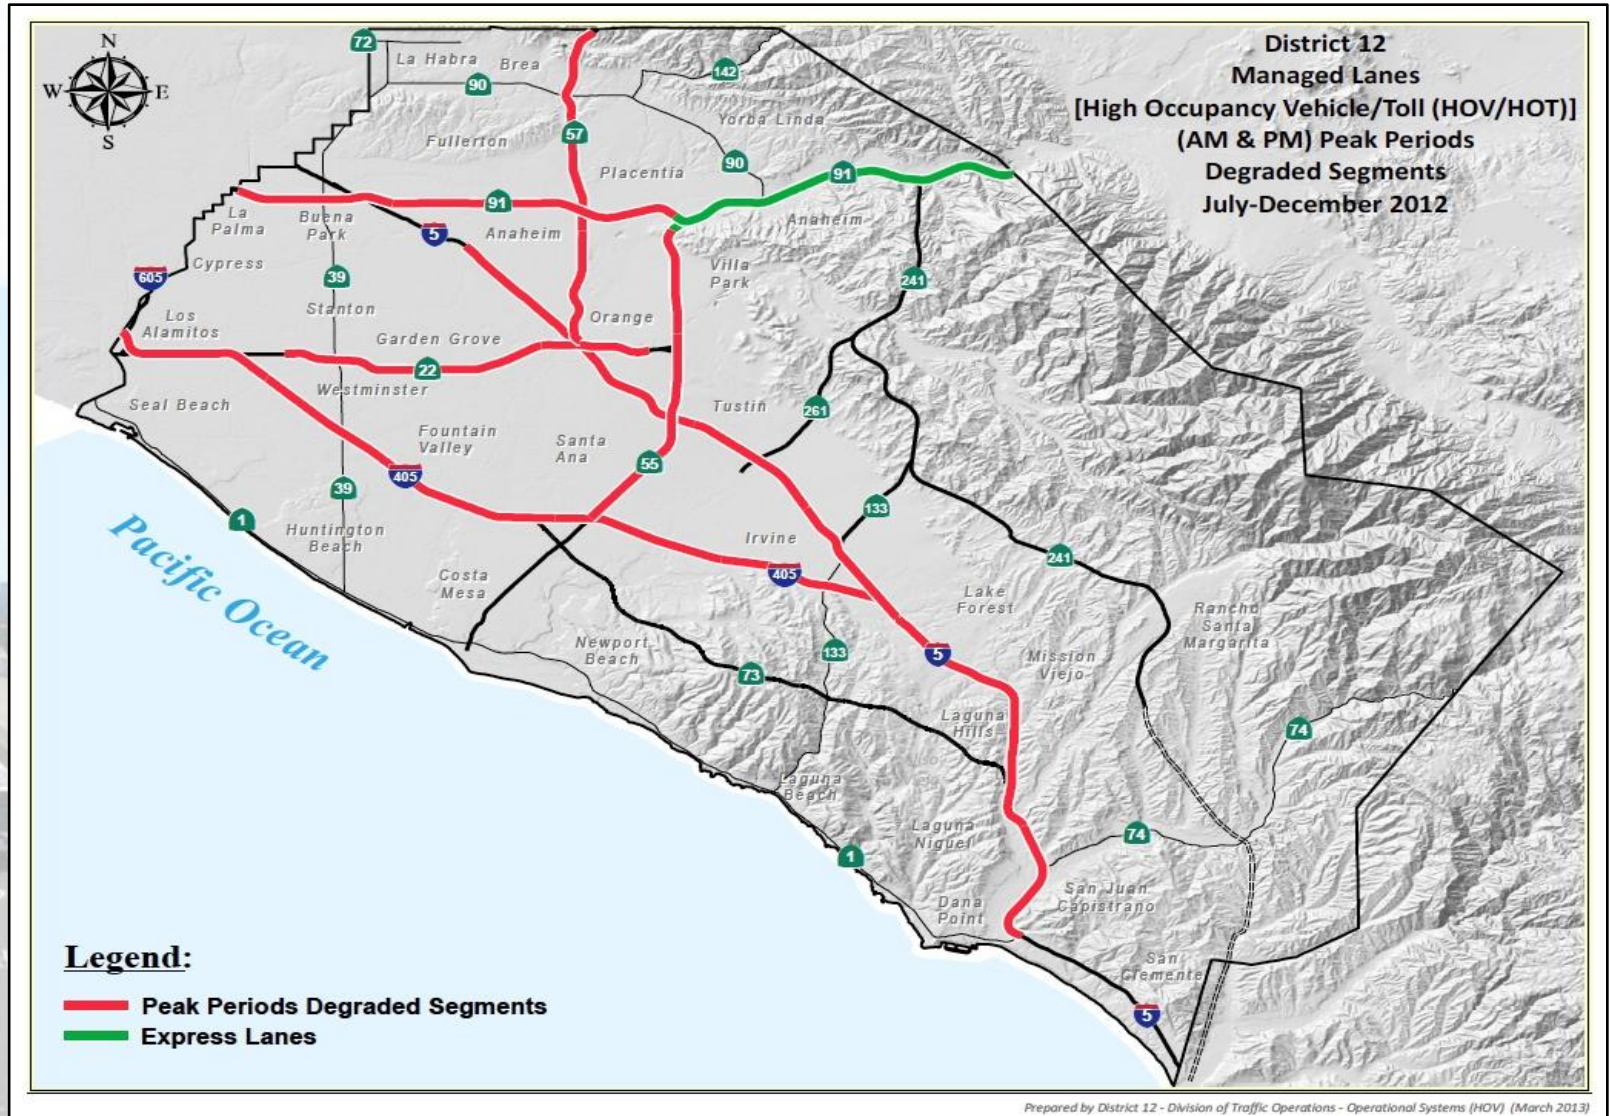 District 12
Managed Lanes
[High Occupancy Vehicle/Toll (HOV/HOT)]
(AM & PM) Peak Periods
Degraded Segments
July-December 2012
N
W
E
S
72
La Habra
Brea
142
90
57
Fullerton
Yorba Linda
90
Placentia
91
91
La
Palma
Buena
Park
5
Anaheim
Anaheim
Cypress
605
39
Villa
Park
241
Los
Alamitos
Stanton
Orange
Garden Grove
22
Westminster
Seal Beach
Tustin
261
Fountain
Valley
Santa
Ana
55
405
39
133
1
Huntington
Beach
Irvine
405
241
Costa
Mesa
Lake
Forest
Rancho
Santa
Margarita
Pacific Ocean
Newport
Beach
133
5
Mission
Viejo
73
Laguna
Hills
74
Laguna
Beach
Laguna
Niguel
74
1
San Juan
Capistrano
Dana
Point
San
Clemente
5
Legend:
Peak Periods Degraded Segments
Express Lanes
Prepared by District 12 - Division of Traffic Operations - Operational Systems (HOV) (March 2013)